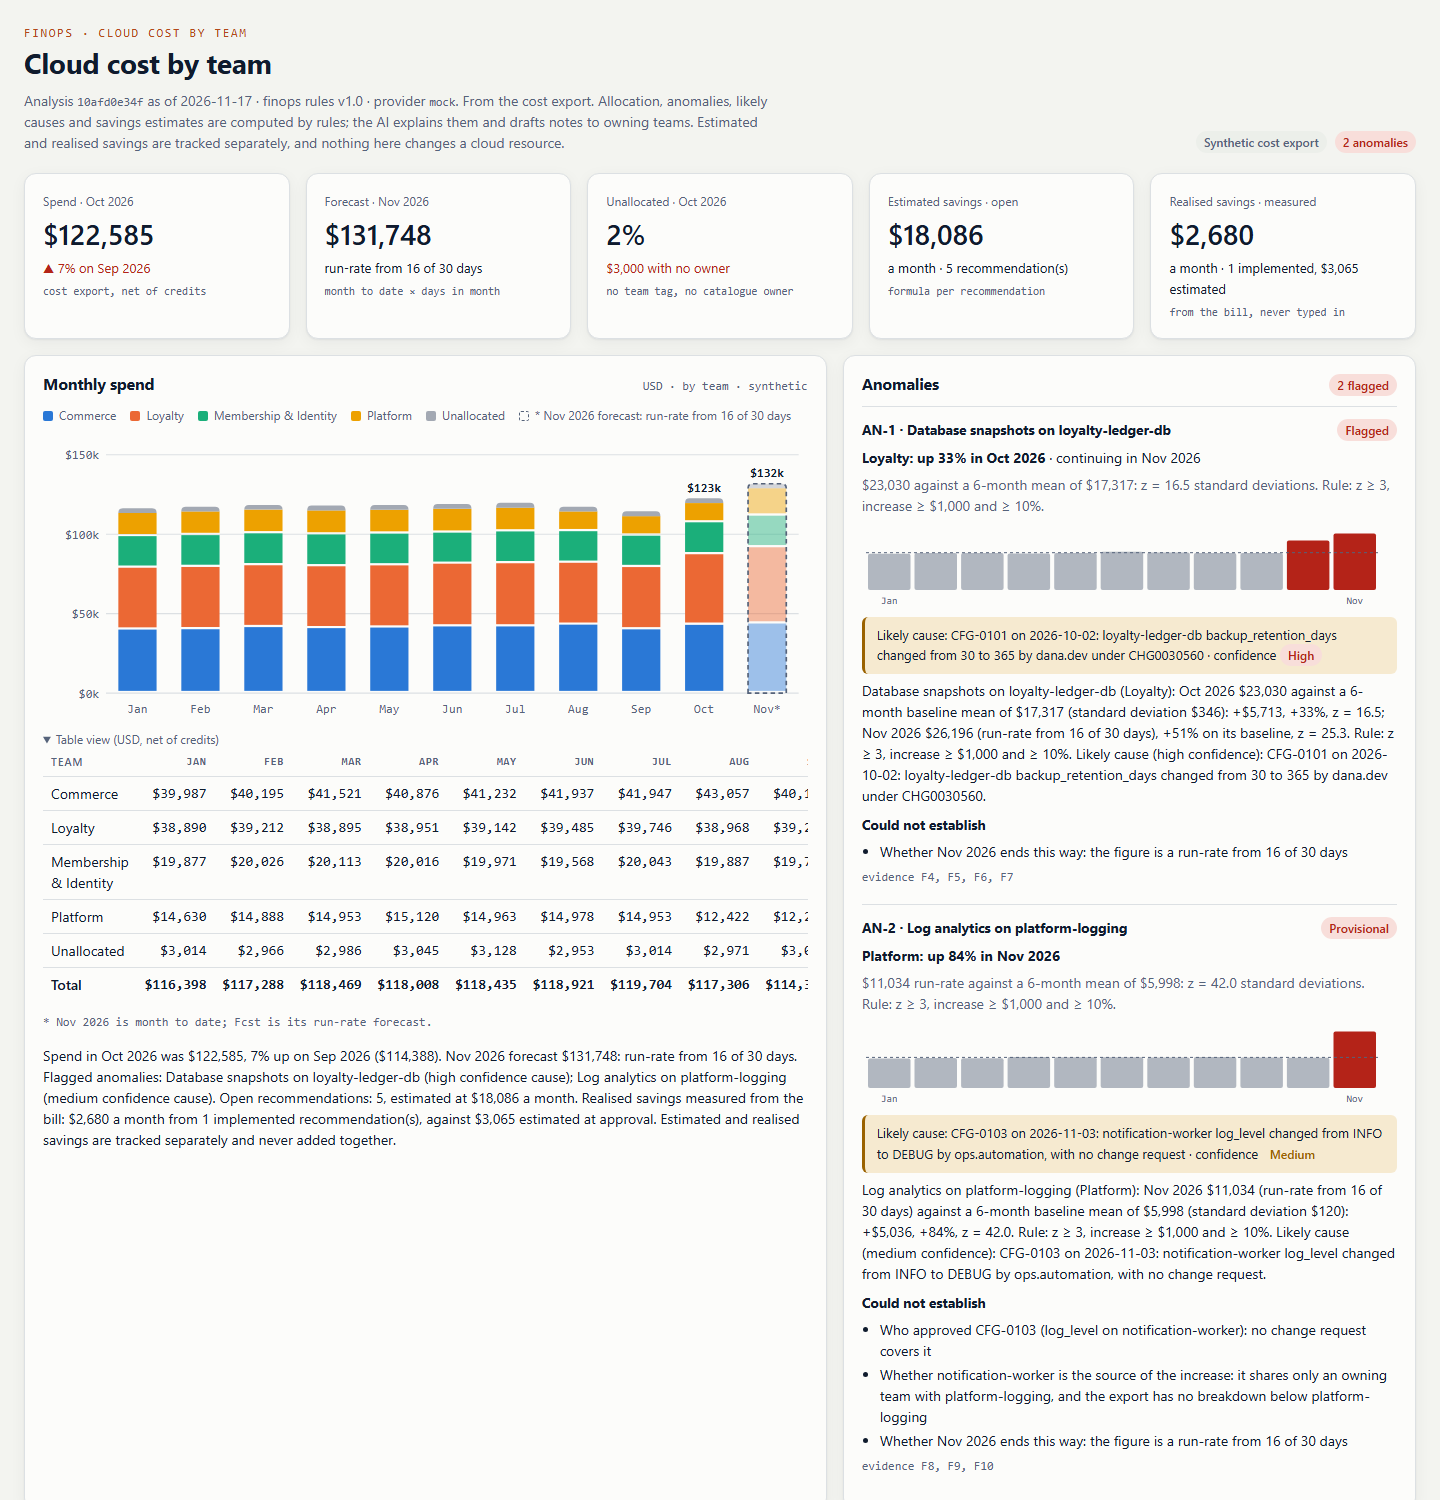 FINOPS · CLOUD COST BY TEAM
Cloud cost by team
Analysis 10afd0e34f as of 2026-11-17 · finops rules v1.0 · provider mock. From the cost export. Allocation, anomalies, likely
causes and savings estimates are computed by rules; the AI explains them and drafts notes to owning teams. Estimated
and realised savings are tracked separately, and nothing here changes a cloud resource.
Synthetic cost export 2 anomalies
Spend · Oct 2026
$122,585
▲ 7% on Sep 2026
cost export, net of credits
Forecast · Nov 2026
$131,748
run-rate from 16 of 30 days
month to date × days in month
Unallocated · Oct 2026
2%
$3,000 with no owner
no team tag, no catalogue owner
Estimated savings · open
$18,086
a month · 5 recommendation(s)
formula per recommendation
Realised savings · measured
$2,680
a month · 1 implemented, $3,065
estimated
from the bill, never typed in
Monthly spend
USD · by team · synthetic
Commerce Loyalty Membership & Identity Platform Unallocated * Nov 2026 forecast: run-rate from 16 of 30 days
$150k
$132k
$123k
$100k
$50k
$0k
Jan Feb Mar Apr May Jun Jul Aug Sep Oct Nov*
▼ Table view (USD, net of credits)
TEAM JAN FEB MAR APR MAY JUN JUL AUG
Commerce $39,987 $40,195 $41,521 $40,876 $41,232 $41,937 $41,947 $43,057 $40,1
Loyalty $38,890 $39,212 $38,895 $38,951 $39,142 $39,485 $39,746 $38,968 $39,2
Membership
& Identity $19,877 $20,026 $20,113 $20,016 $19,971 $19,568 $20,043 $19,887 $19,7
Platform $14,630 $14,888 $14,953 $15,120 $14,963 $14,978 $14,953 $12,422 $12,2
Unallocated $3,014 $2,966 $2,986 $3,045 $3,128 $2,953 $3,014 $2,971 $3,0
Total $116,398 $117,288 $118,469 $118,008 $118,435 $118,921 $119,704 $117,306 $114,3
* Nov 2026 is month to date; Fcst is its run-rate forecast.
Spend in Oct 2026 was $122,585, 7% up on Sep 2026 ($114,388). Nov 2026 forecast $131,748: run-rate from 16 of 30 days.
Flagged anomalies: Database snapshots on loyalty-ledger-db (high confidence cause); Log analytics on platform-logging
(medium confidence cause). Open recommendations: 5, estimated at $18,086 a month. Realised savings measured from the
bill: $2,680 a month from 1 implemented recommendation(s), against $3,065 estimated at approval. Estimated and realised
savings are tracked separately and never added together.
Anomalies
2 flagged
AN-1 · Database snapshots on loyalty-ledger-db
Flagged
Loyalty: up 33% in Oct 2026 · continuing in Nov 2026
$23,030 against a 6-month mean of $17,317: z = 16.5 standard deviations. Rule: z ≥ 3,
increase ≥ $1,000 and ≥ 10%.
Jan Nov
Likely cause: CFG-0101 on 2026-10-02: loyalty-ledger-db backup_retention_days
changed from 30 to 365 by dana.dev under CHG0030560 · confidence High
Database snapshots on loyalty-ledger-db (Loyalty): Oct 2026 $23,030 against a 6-
month baseline mean of $17,317 (standard deviation $346): +$5,713, +33%, z = 16.5;
Nov 2026 $26,196 (run-rate from 16 of 30 days), +51% on its baseline, z = 25.3. Rule: z
≥ 3, increase ≥ $1,000 and ≥ 10%. Likely cause (high confidence): CFG-0101 on 2026-
10-02: loyalty-ledger-db backup_retention_days changed from 30 to 365 by dana.dev
under CHG0030560.
Could not establish
• Whether Nov 2026 ends this way: the figure is a run-rate from 16 of 30 days
evidence F4, F5, F6, F7
AN-2 · Log analytics on platform-logging
Provisional
Platform: up 84% in Nov 2026
$11,034 run-rate against a 6-month mean of $5,998: z = 42.0 standard deviations.
Rule: z ≥ 3, increase ≥ $1,000 and ≥ 10%.
Jan Nov
Likely cause: CFG-0103 on 2026-11-03: notification-worker log_level changed from INFO
to DEBUG by ops.automation, with no change request · confidence Medium
Log analytics on platform-logging (Platform): Nov 2026 $11,034 (run-rate from 16 of
30 days) against a 6-month baseline mean of $5,998 (standard deviation $120):
+$5,036, +84%, z = 42.0. Rule: z ≥ 3, increase ≥ $1,000 and ≥ 10%. Likely cause
(medium confidence): CFG-0103 on 2026-11-03: notification-worker log_level changed
from INFO to DEBUG by ops.automation, with no change request.
Could not establish
• Who approved CFG-0103 (log_level on notification-worker): no change request
covers it
• Whether notification-worker is the source of the increase: it shares only an owning
team with platform-logging, and the export has no breakdown below platform-
logging
• Whether Nov 2026 ends this way: the figure is a run-rate from 16 of 30 days
evidence F8, F9, F10